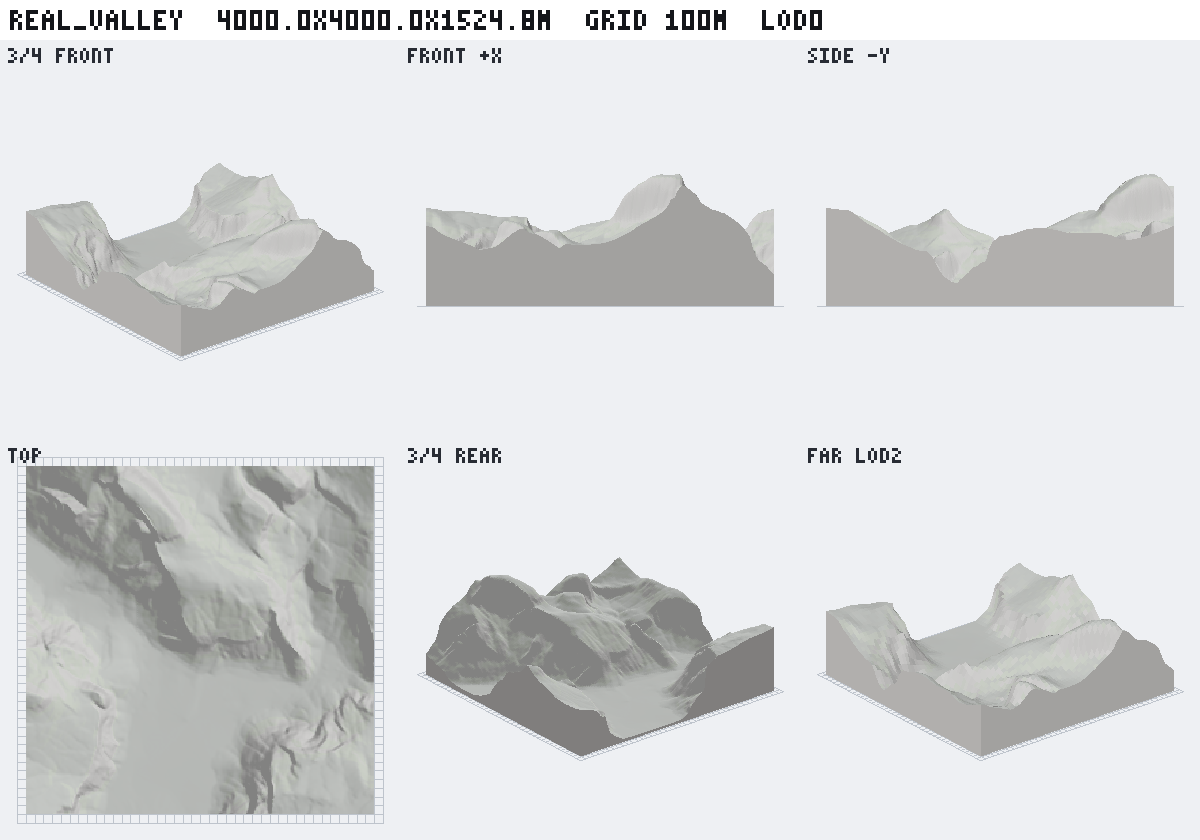 REAL_VALLEY 4000.0X4000.0X1524.8M GRID 100M LOD0
3/4 FRONT
FRONT +X
SIDE -Y
TOP
3/4 REAR
FAR LOD2